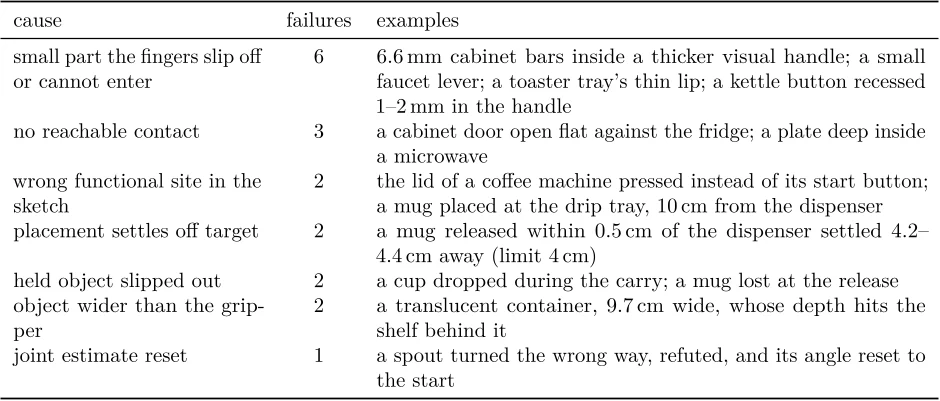 cause failures examples
small part the fingers slip off 6 6.6 mm cabinet bars inside a thicker visual handle; a small
or cannot enter faucet lever; a toaster tray's thin lip; a kettle button recessed
1–2 mm in the handle
no reachable contact 3 a cabinet door open flat against the fridge; a plate deep inside
a microwave
wrong functional site in the 2 the lid of a coffee machine pressed instead of its start button;
sketch a mug placed at the drip tray, 10 cm from the dispenser
placement settles off target 2 a mug released within 0.5 cm of the dispenser settled 4.2–
4.4 cm away (limit 4 cm)
held object slipped out 2 a cup dropped during the carry; a mug lost at the release
object wider than the grip- 2 a translucent container, 9.7 cm wide, whose depth hits the
per shelf behind it
joint estimate reset 1 a spout turned the wrong way, refuted, and its angle reset to
the start